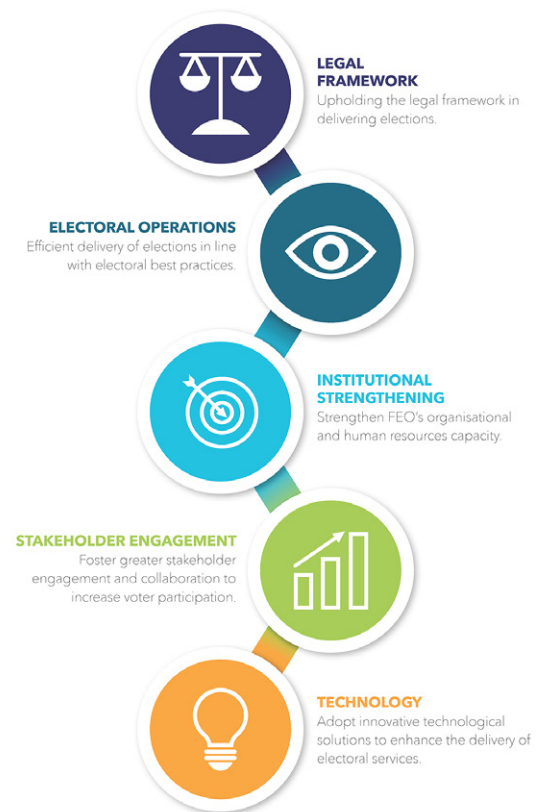 LEGAL
FRAMEWORK
Upholding the legal framework in
delivering elections.
ELECTORAL OPERATIONS
Efficient delivery of elections in line
with electoral best practices.
INSTITUTIONAL
STRENGTHENING
Strengthen FEO's organisational
and human resources capacity.
STAKEHOLDER ENGAGEMENT
Foster greater stakeholder
engagement and collaboration to
increase voter participation.
TECHNOLOGY
Adopt innovative technological
solutions to enhance the delivery of
electoral services.